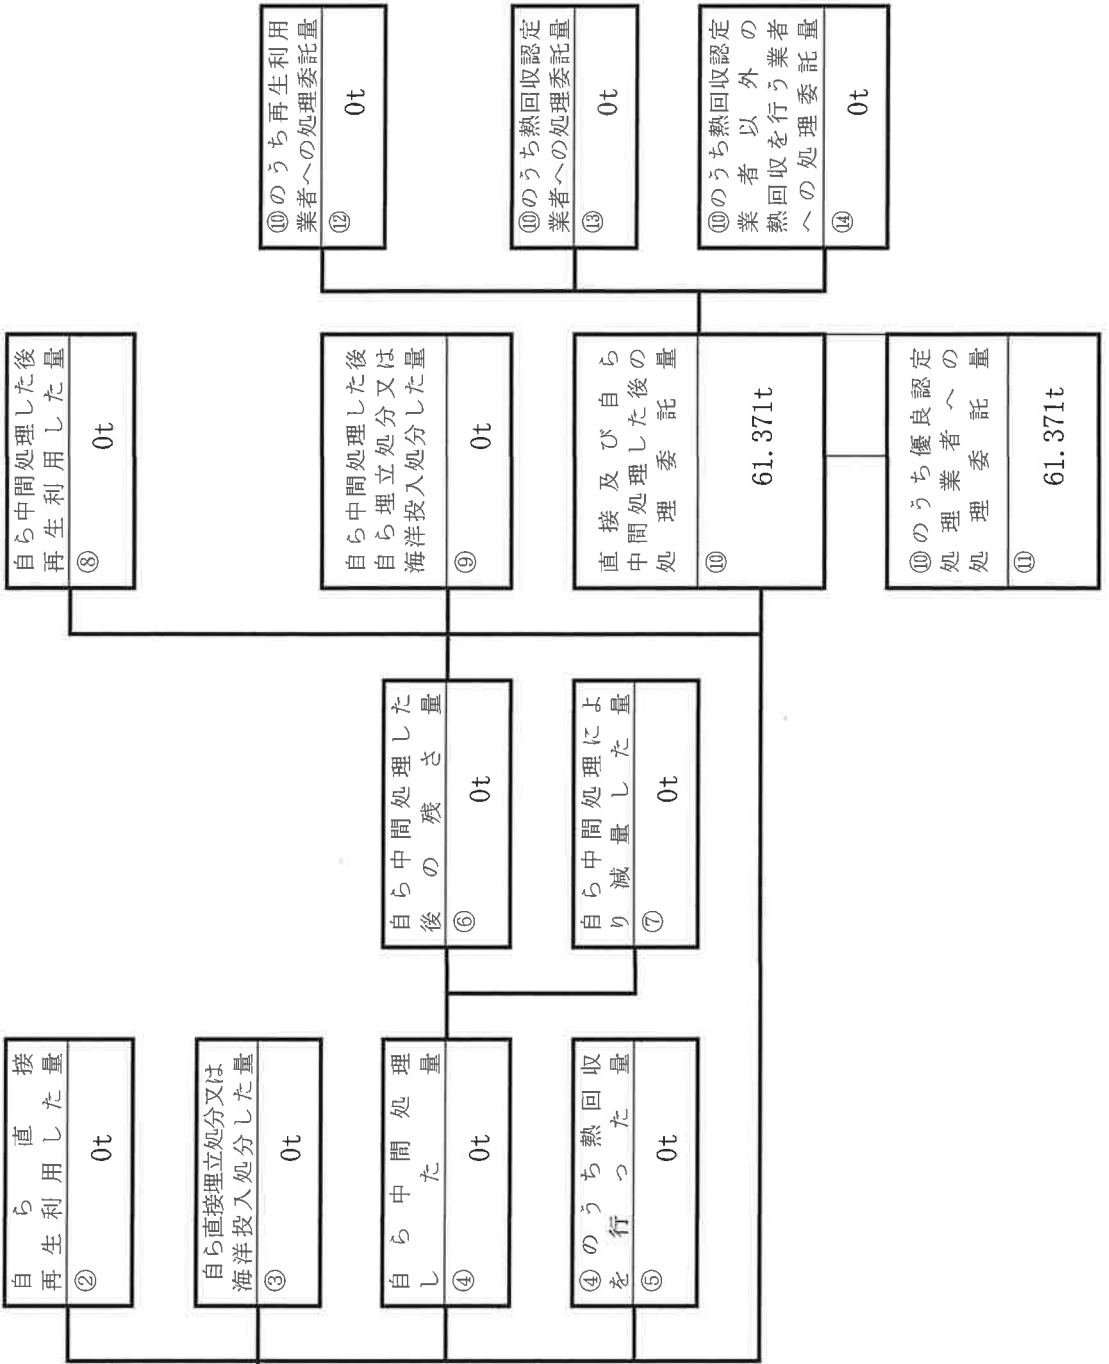 自ら直接
再生利用した量
②
0t
自ら直接埋立処分又は
海洋投入処分した量
③
0t
自ら中間処理
した量
④
0t
④のうち熱回収
を行った量
⑤
0t
自ら中間処理した
後の残さ量
⑥
0t
自ら中間処理によ
り減量した量
⑦
0t
自ら中間処理した後
再生利用した量
⑧
0t
自ら中間処理した後
自ら埋立処分又は
海洋投入処分した量
⑨
0t
直接及び自ら
中間処理した後の
処理委託量
⑩
61.371t
⑩のうち優良認定
処理業者への
処理委託量
⑪
61.371t
⑩のうち再生利用
業者への処理委託量
⑫
0t
⑩のうち熱回収認定
業者への処理委託量
⑬
0t
⑩のうち熱回収認定
業者以外の
熱回収を行う業者
への処理委託量
⑭
0t